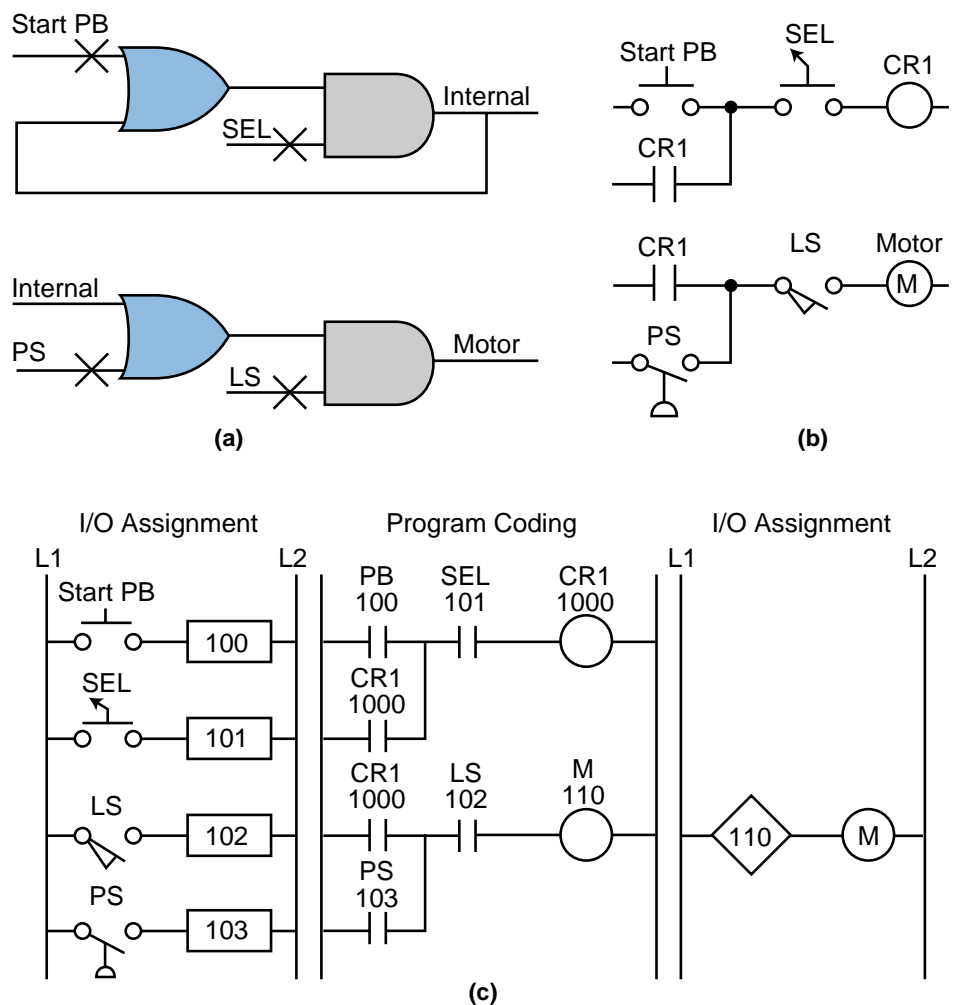 Start PB
SEL
Internal
Internal
PS
LS
Motor
(a)
Start PB
SEL
CR1
CR1
CR1
LS
Motor
M
PS
(b)
I/O Assignment
Program Coding
I/O Assignment
L1
L2
L1
L2
Start PB
100
SEL
101
LS
102
PS
103
PB
100
SEL
101
CR1
1000
CR1
1000
CR1
1000
LS
102
M
110
PS
103
110
M
(c)